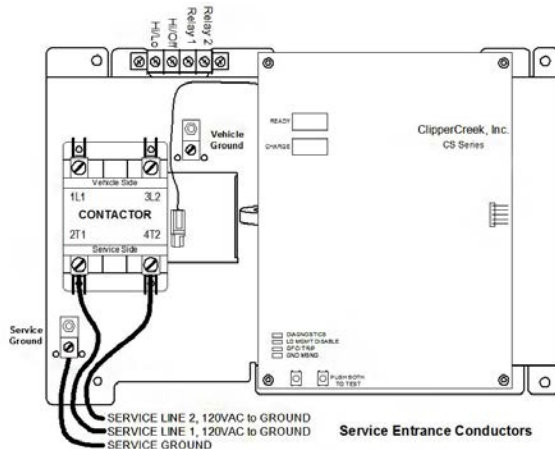 Hi/Lo
Hi/Off
Relay 1
Relay 2
READY
CHARGE
ClipperCreek, Inc.
CS Series
Vehicle
Ground
Vehicle Side
1L1 3L2
CONTACTOR
2T1 4T2
Service Side
Service
Ground
DIAGNOSTICS
LD MGMT DISABLE
GFCI TRIP
GND MSNG
PUSH BOTH
TO TEST
SERVICE LINE 2, 120VAC to GROUND
SERVICE LINE 1, 120VAC to GROUND
SERVICE GROUND
Service Entrance Conductors